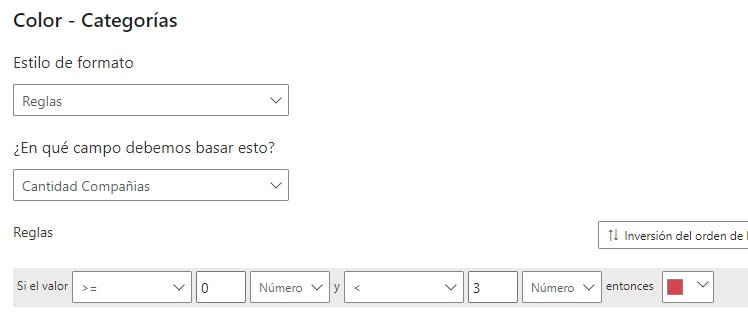 Color - Categorías
Estilo de formato
Reglas
¿En qué campo debemos basar esto?
Cantidad Compañias
Reglas
Inversión del orden de
Si el valor >= 0 Número y < 3 Número entonces